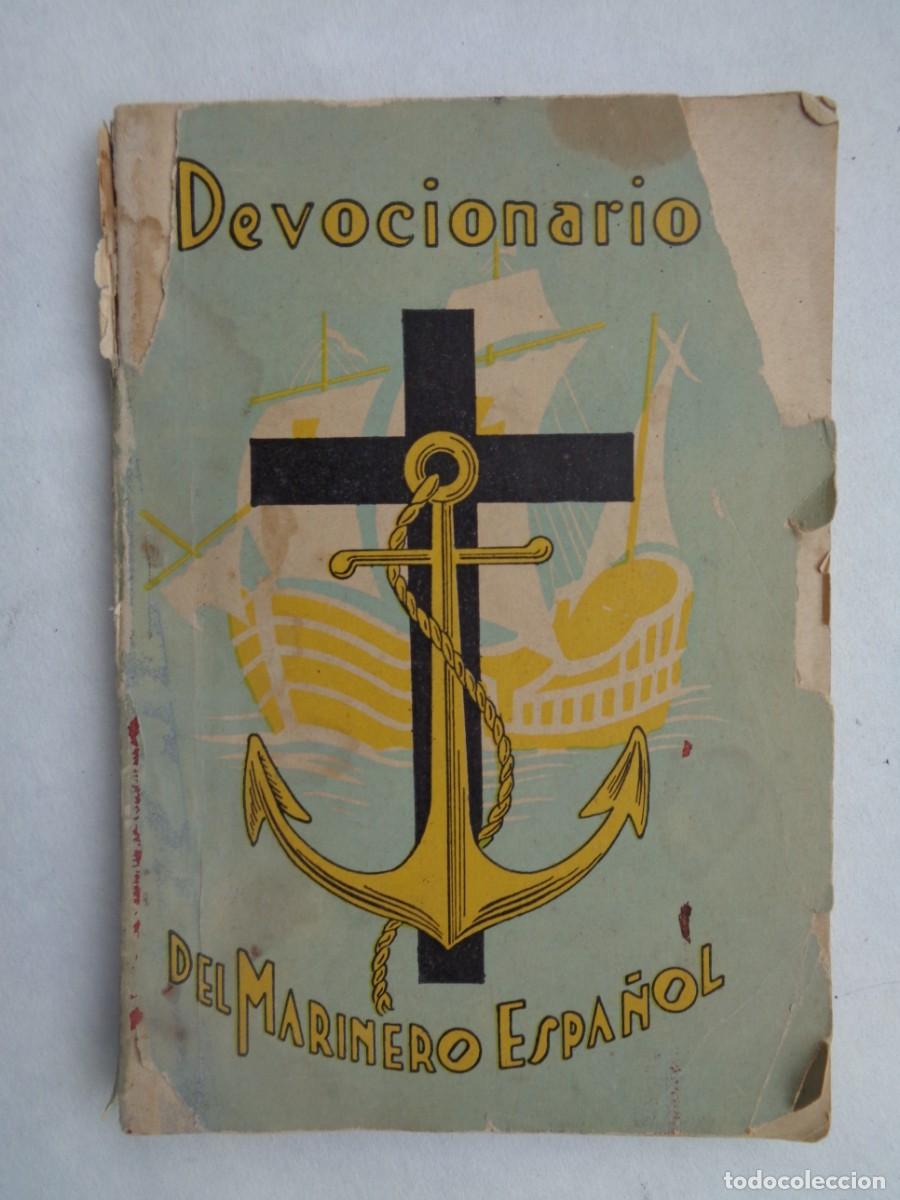 Devocionario
DEL MARINERO ESPAÑOL
todocoleccion